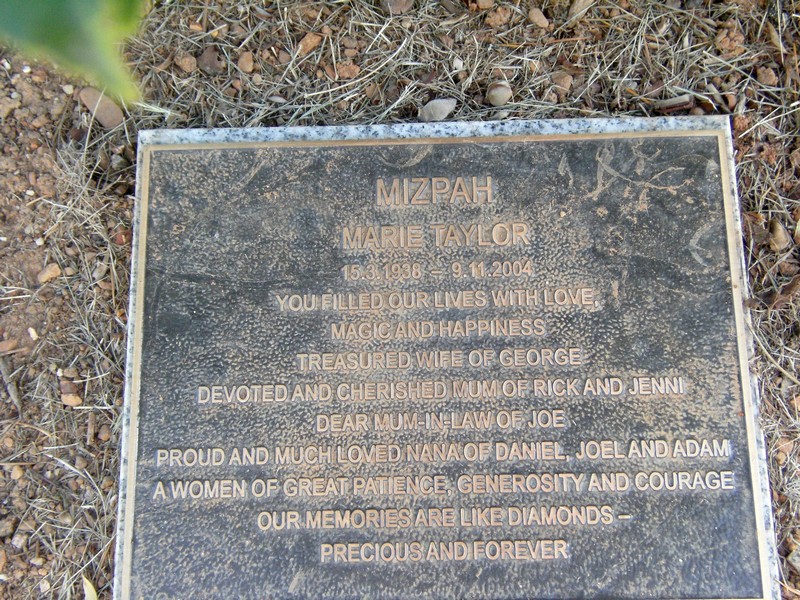 MIZPAH
MARIE TAYLOR
15.3.1938 – 9.11.2004
YOU FILLED OUR LIVES WITH LOVE,
MAGIC AND HAPPINESS
TREASURED WIFE OF GEORGE
DEVOTED AND CHERISHED MUM OF RICK AND JENNI
DEAR MUM-IN-LAW OF JOE
PROUD AND MUCH LOVED NANA OF DANIEL, JOEL AND ADAM
A WOMEN OF GREAT PATIENCE, GENEROSITY AND COURAGE
OUR MEMORIES ARE LIKE DIAMONDS –
PRECIOUS AND FOREVER